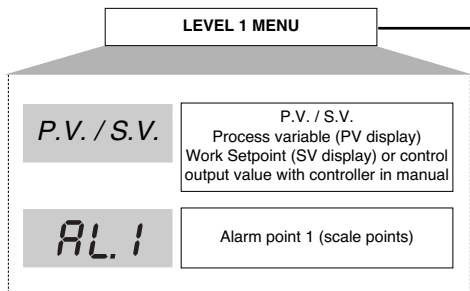 LEVEL 1 MENU
P.V. / S.V.
P.V. / S.V.
Process variable (PV display)
Work Setpoint (SV display) or control
output value with controller in manual
AL. 1
Alarm point 1 (scale points)